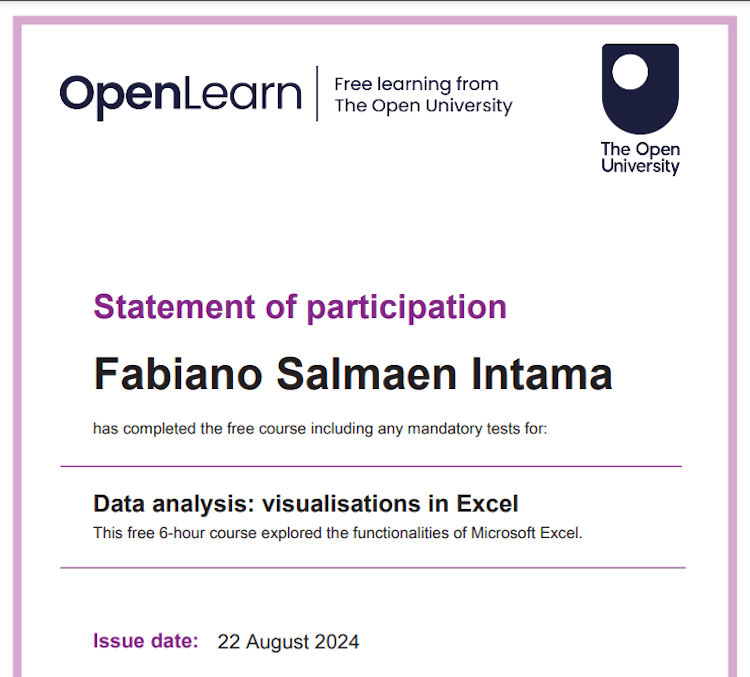 OpenLearn
Free learning from
The Open University
The Open
University
Statement of participation
Fabiano Salmaen Intama
has completed the free course including any mandatory tests for:
Data analysis: visualisations in Excel
This free 6-hour course explored the functionalities of Microsoft Excel.
Issue date: 22 August 2024